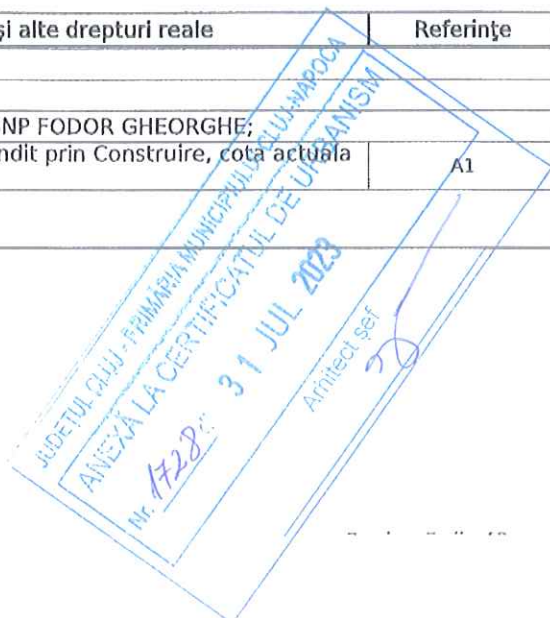 și alte drepturi reale Referințe
NP FODOR GHEORGHE;
ndit prin Construire, cota actuala A1
JUDEȚUL CLUJ - PRIMĂRIA MUNICIPIULUI CLUJ-NAPOCA
ANEXĂ LA CERTIFICATUL DE URBANISM
Nr. 1728 31 JUL 2023
Arhitect șef